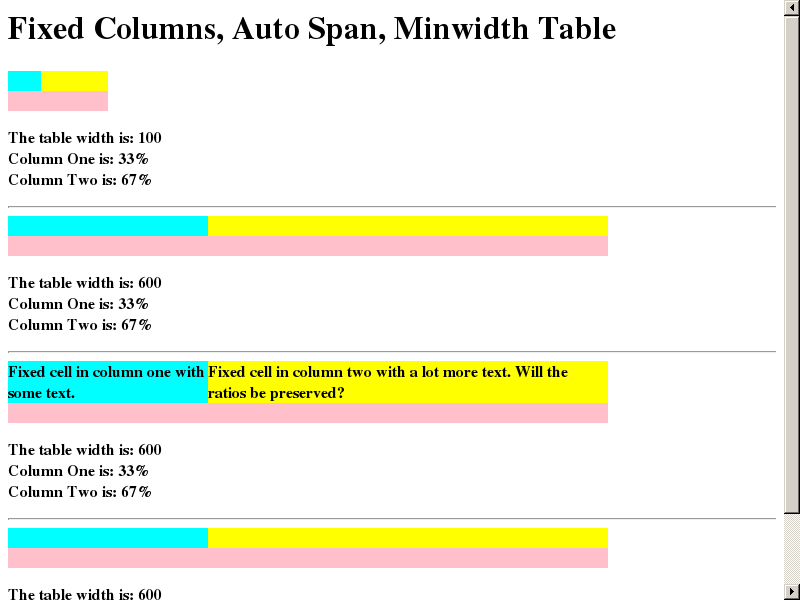 Fixed Columns, Auto Span, Minwidth Table
The table width is: 100
Column One is: 33%
Column Two is: 67%
The table width is: 600
Column One is: 33%
Column Two is: 67%
Fixed cell in column one with
some text.
Fixed cell in column two with a lot more text. Will the
ratios be preserved?
The table width is: 600
Column One is: 33%
Column Two is: 67%
The table width is: 600